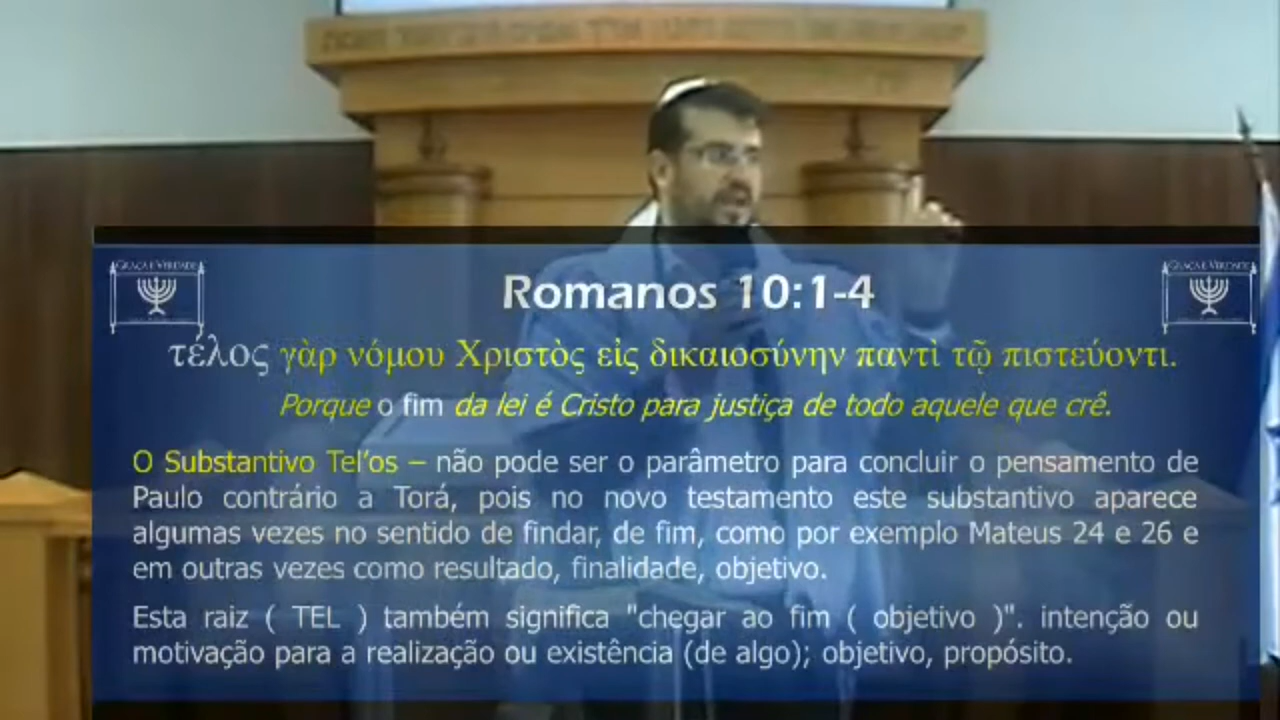 GRAÇA E VERDADE
Romanos 10:1-4
GRAÇA E VERDADE
τέλος γὰρ νόμου Χριστὸς εἰς δικαιοσύνην παντὶ τῷ πιστεύοντι.
Porque o fim da lei é Cristo para justiça de todo aquele que crê.
O Substantivo Tel'os – não pode ser o parâmetro para concluir o pensamento de
Paulo contrário a Torá, pois no novo testamento este substantivo aparece
algumas vezes no sentido de findar, de fim, como por exemplo Mateus 24 e 26 e
em outras vezes como resultado, finalidade, objetivo.
Esta raiz ( TEL ) também significa "chegar ao fim ( objetivo )". intenção ou
motivação para a realização ou existência (de algo); objetivo, propósito.